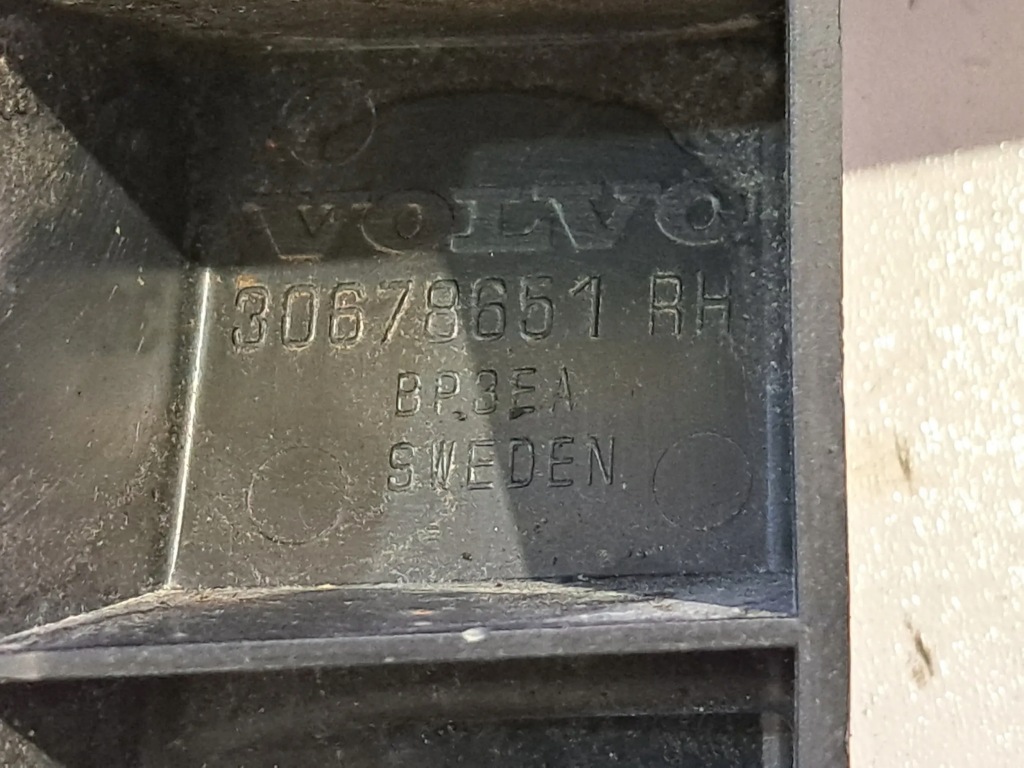 VOLVO
30678651 RH
BP3EA
SWEDEN